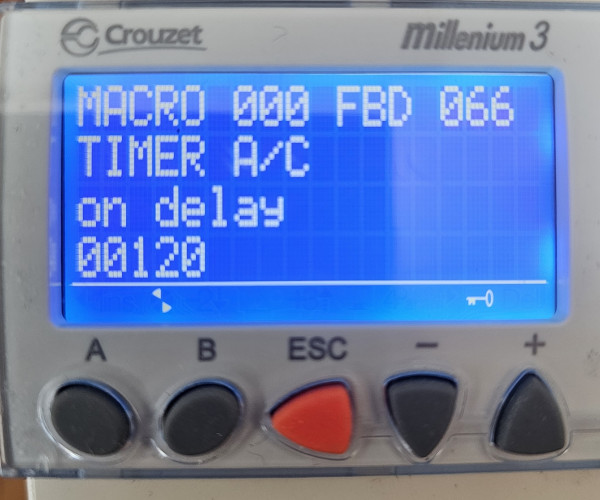 Crouzet
millenium 3
MACRO 000 FBD 066
TIMER A/C
on delay
00120
A B ESC - +